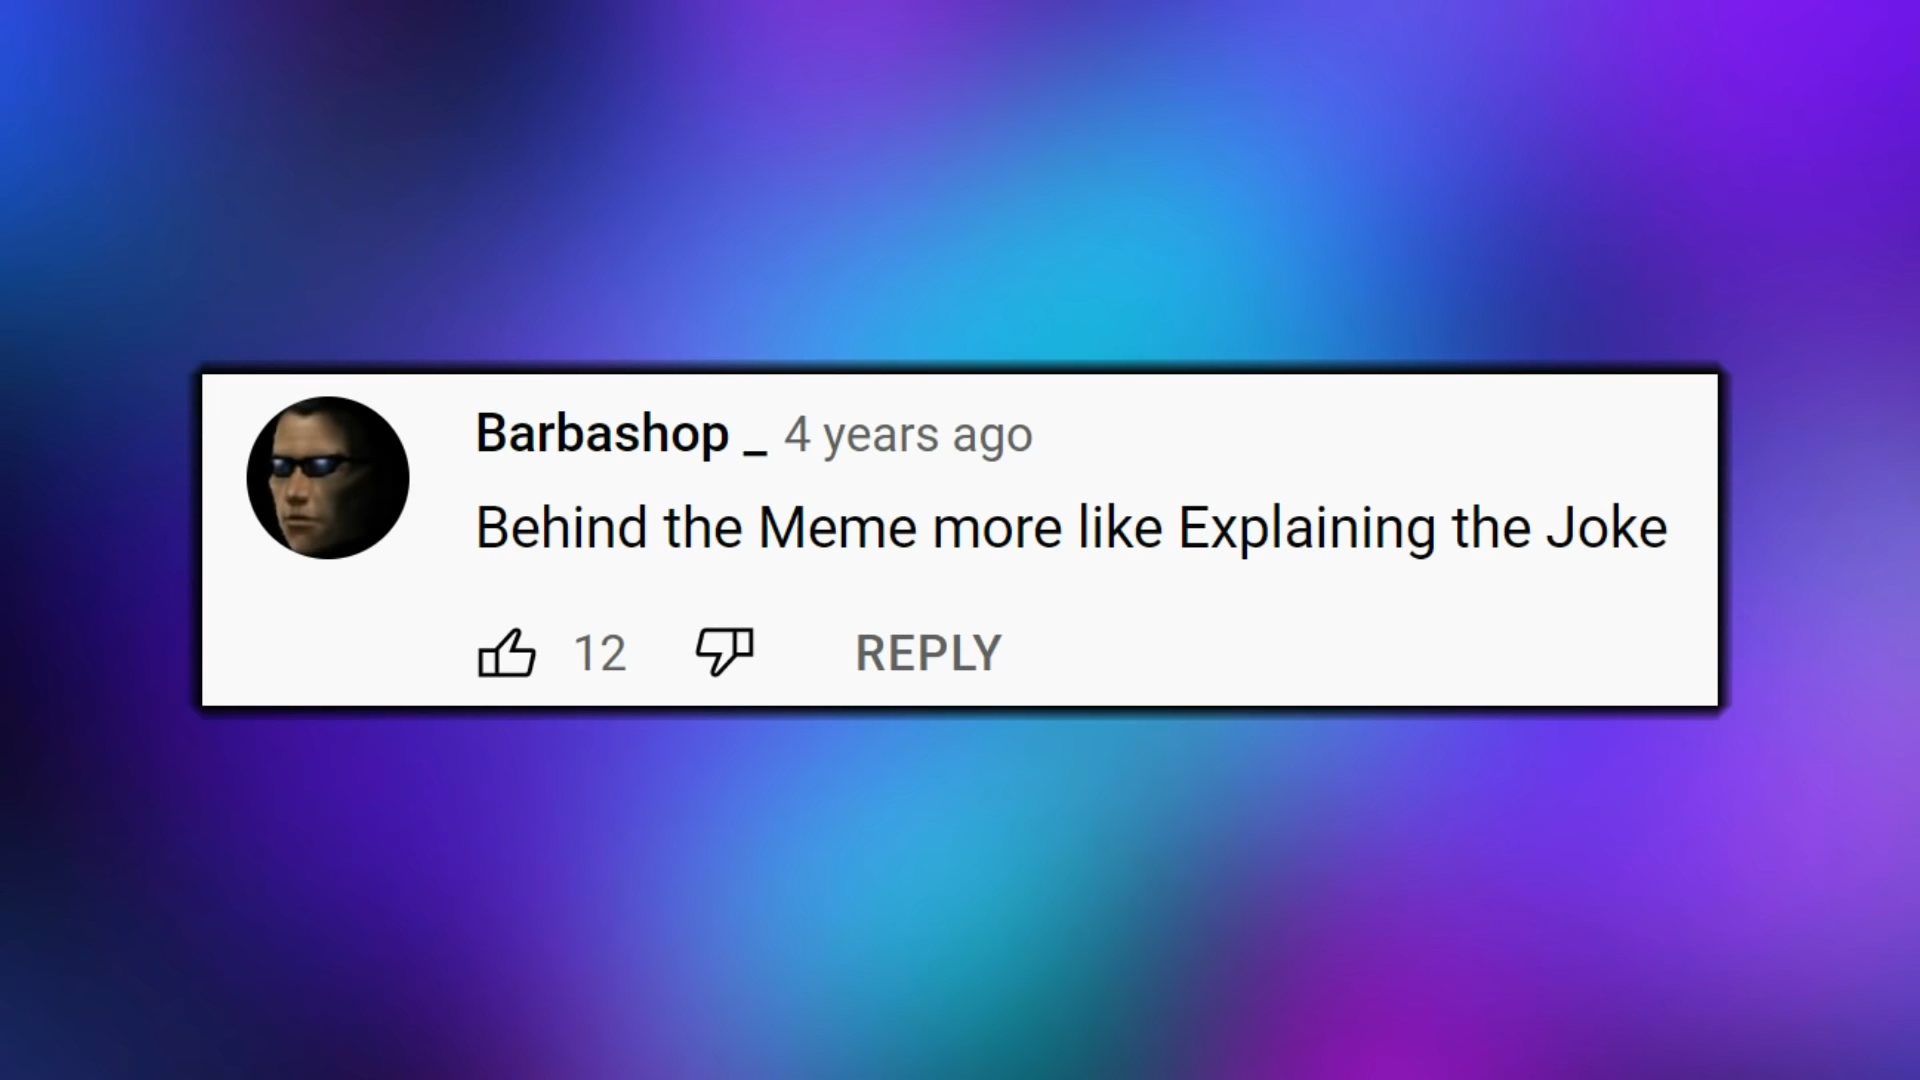 Barbashop _ 4 years ago
Behind the Meme more like Explaining the Joke
12 REPLY